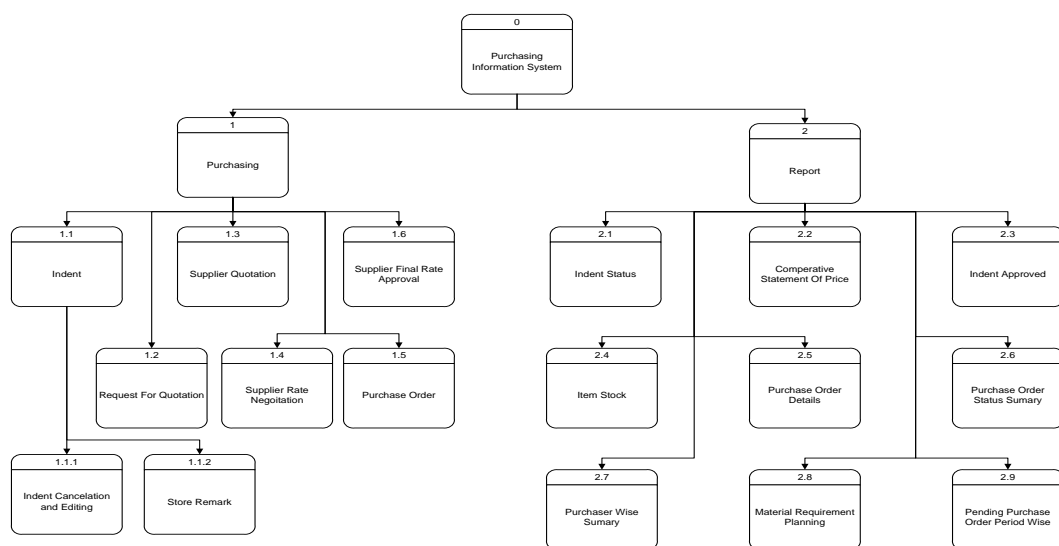 0
Purchasing
Information System
1
Purchasing
2
Report
1.1
Indent
1.3
Supplier Quotation
1.6
Supplier Final Rate
Approval
2.1
Indent Status
2.2
Comperative
Statement Of Price
2.3
Indent Approved
1.2
Request For Quotation
1.4
Supplier Rate
Negoitation
1.5
Purchase Order
2.4
Item Stock
2.5
Purchase Order
Details
2.6
Purchase Order
Status Sumary
1.1.1
Indent Cancelation
and Editing
1.1.2
Store Remark
2.7
Purchaser Wise
Sumary
2.8
Material Requirement
Planning
2.9
Pending Purchase
Order Period Wise